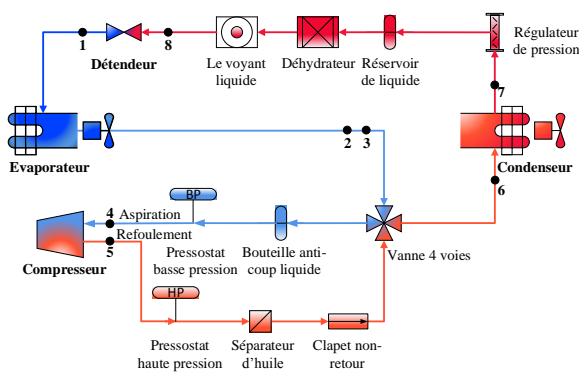 1
8
Détendeur
Le voyant
liquide
Déhydrateur
Réservoir
de liquide
Régulateur
de pression
7
Evaporateur
2 3
Condenseur
6
BP
4 Aspiration
5 Refoulement
Compresseur
Pressostat
basse pression
Bouteille anti-
coup liquide
Vanne 4 voies
HP
Pressostat
haute pression
Séparateur
d'huile
Clapet non-
retour